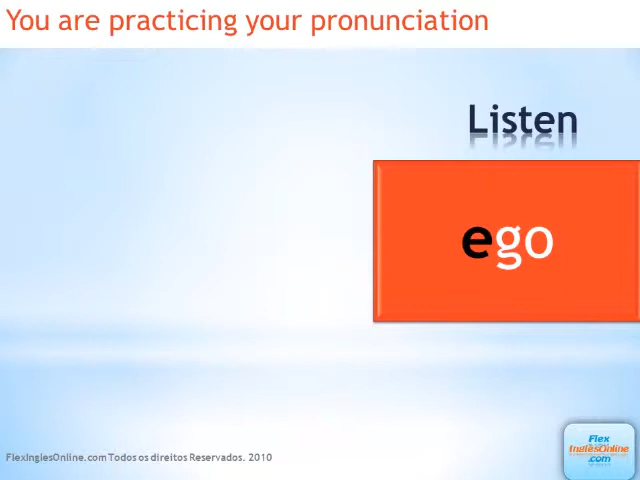 You are practicing your pronunciation
Listen
ego
FlexInglesOnline.com Todos os direitos Reservados. 2010
Flex
InglesOnline
.com